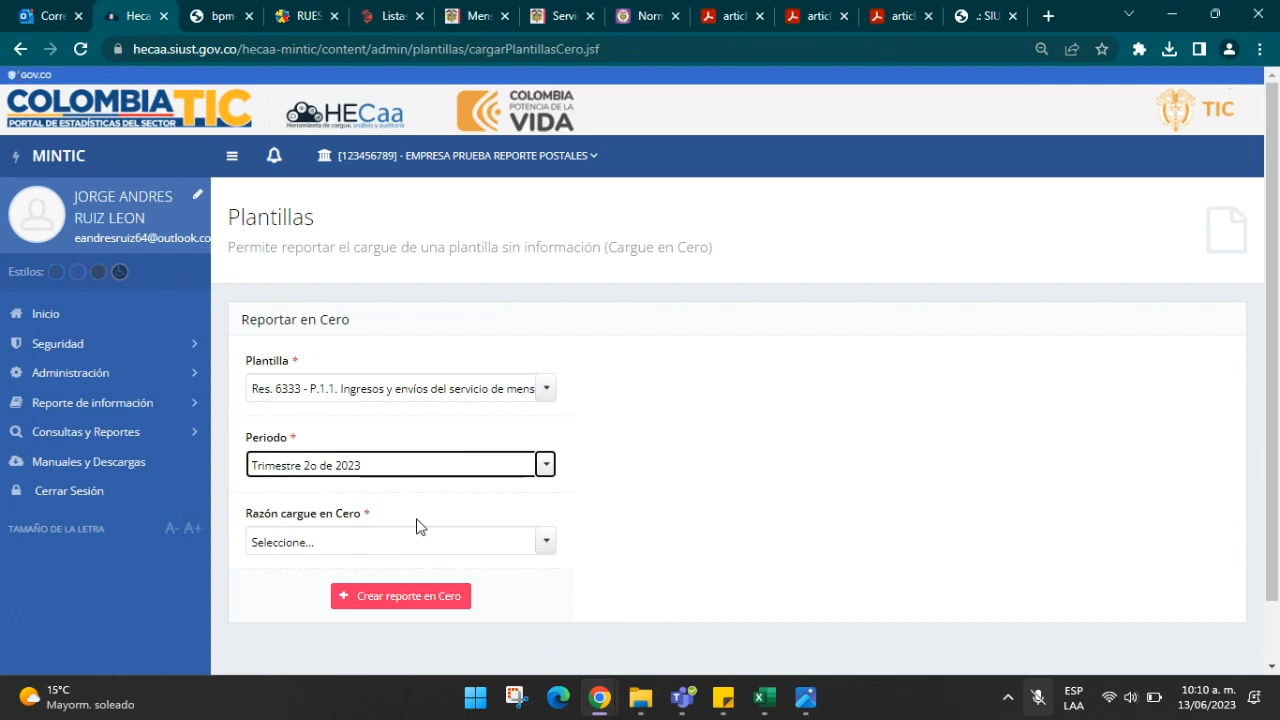 Corre
Heca
bpm
RUES
Listas
Mens
Servi
Norn
articl
articl
articl
.: SIU
hecaa.siust.gov.co/hecaa-mintic/content/admin/plantillas/cargarPlantillasCero.jsf
GOV.CO
COLOMBIA TIC
PORTAL DE ESTADÍSTICAS DEL SECTOR
HECaa
Herramienta de cargue, análisis y auditoría
COLOMBIA
POTENCIA DE LA
VIDA
TIC
MINTIC
[123456789] - EMPRESA PRUEBA REPORTE POSTALES
JORGE ANDRES
RUIZ LEON
eandresruiz64@outlook.co
Estilos:
Inicio
Seguridad
Administración
Reporte de información
Consultas y Reportes
Manuales y Descargas
Cerrar Sesión
TAMAÑO DE LA LETRA A- A+
Plantillas
Permite reportar el cargue de una plantilla sin información (Cargue en Cero)
Reportar en Cero
Plantilla *
Res. 6333 - P.1.1. Ingresos y envíos del servicio de mens
Periodo *
Trimestre 2o de 2023
Razón cargue en Cero *
Seleccione...
+ Crear reporte en Cero
15°C
Mayorm. soleado
ESP
LAA
10:10 a. m.
13/06/2023